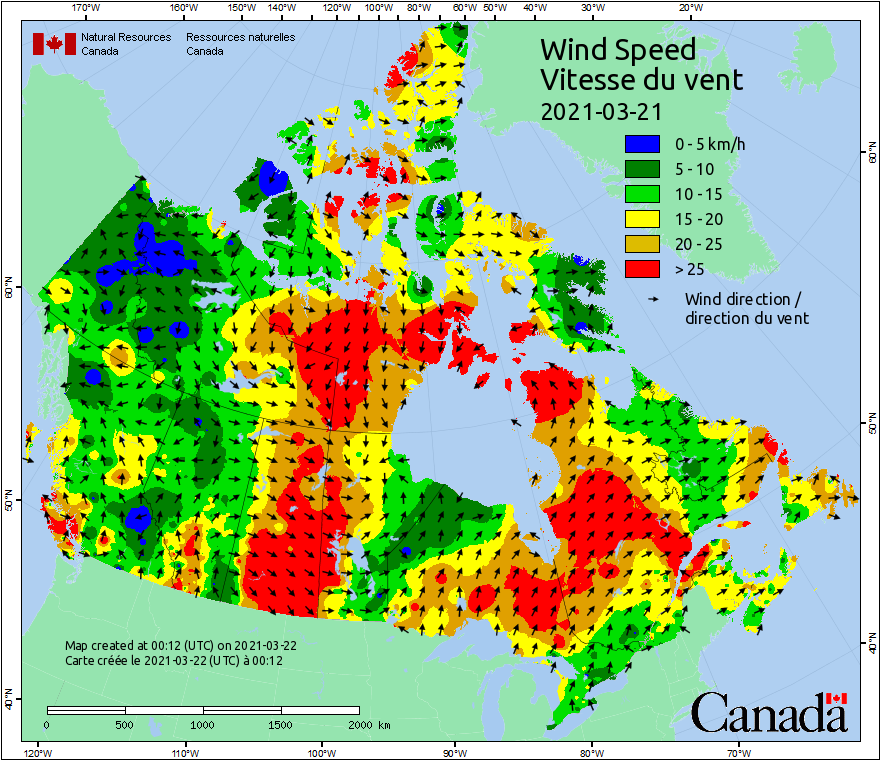 170°W 160°W 150°W 140°W 130°W 120°W 110°W 100°W 90°W 80°W 70°W 60°W 50°W 40°W 30°W 20°W
Natural Resources Ressources naturelles
Canada Canada
Wind Speed
Vitesse du vent
2021-03-21
0 - 5 km/h
5 - 10
10 - 15
15 - 20
20 - 25
> 25
Wind direction /
direction du vent
60°N 60°N
50°N 50°N
40°N 40°N
Map created at 00:12 (UTC) on 2021-03-22
Carte créée le 2021-03-22 (UTC) à 00:12
0 500 1000 1500 2000 km
Canada
120°W 110°W 100°W 90°W 80°W 70°W